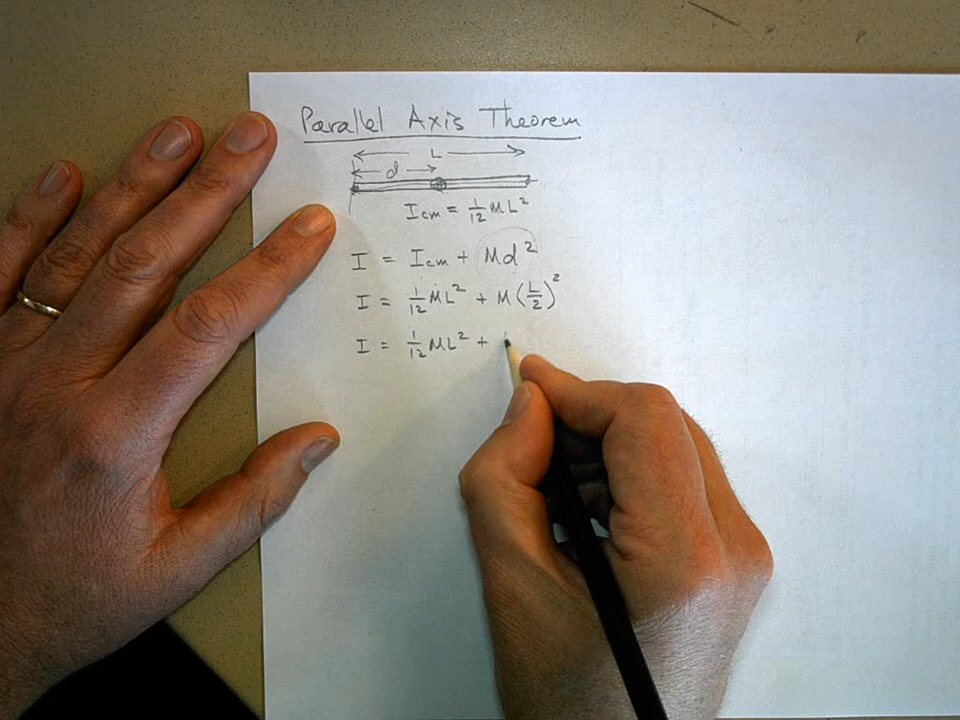 Parallel Axis Theorem
L
d
Icm = 1/12 ML²
I = Icm + Md²
I = 1/12 ML² + M(L/2)²
I = 1/12 ML² +